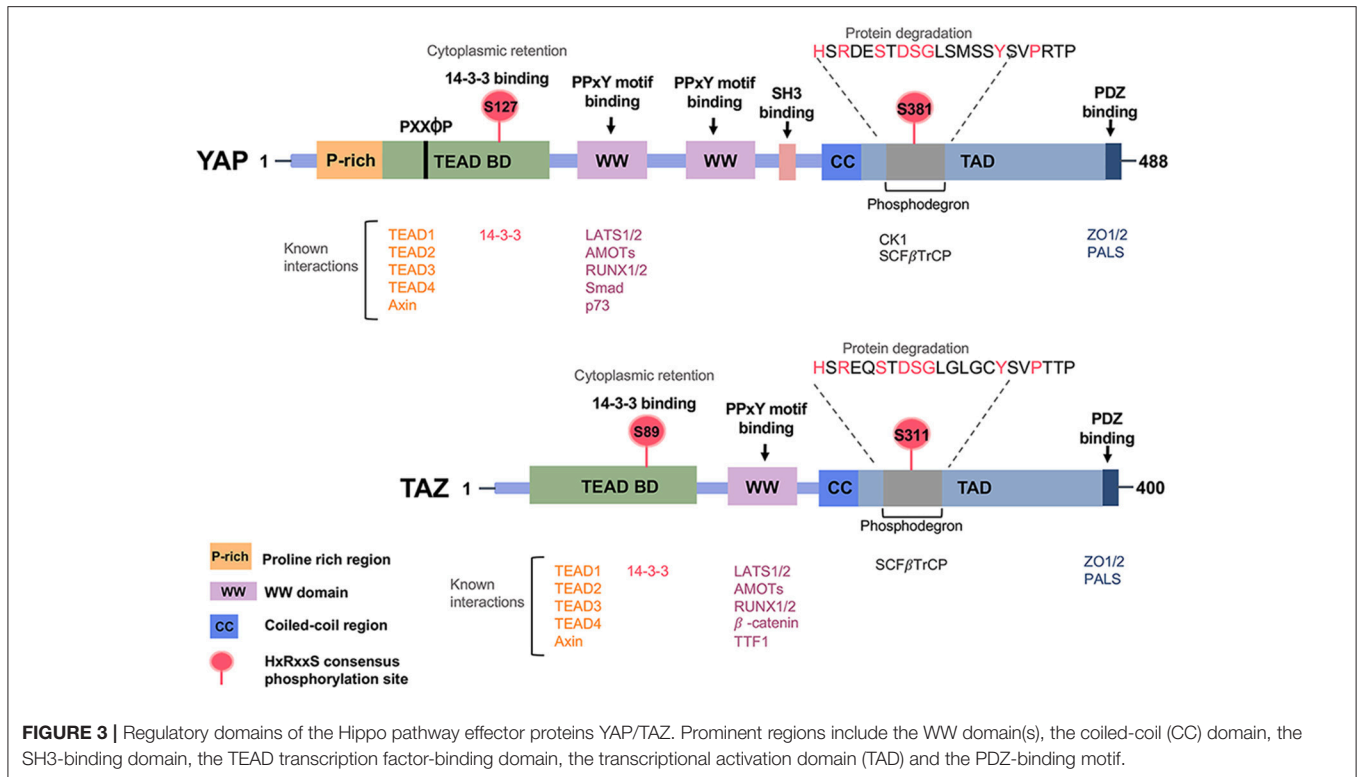 Protein degradation
HSRDESTDSGLSMSSYSVPRTP
Cytoplasmic retention
14-3-3 binding
PPxY motif
binding
PPxY motif
binding
SH3
binding
PDZ
binding
S127
S381
PXXϕP
YAP 1
P-rich
TEAD BD
WW
WW
CC
TAD
488
Phosphodegron
Known
interactions
TEAD1
TEAD2
TEAD3
TEAD4
Axin
14-3-3
LATS1/2
AMOTs
RUNX1/2
Smad
p73
CK1
SCFβTrCP
ZO1/2
PALS
Protein degradation
HSREQSTDSGLGLGCYSVPTTP
Cytoplasmic retention
14-3-3 binding
PPxY motif
binding
PDZ
binding
S89
S311
TAZ 1
TEAD BD
WW
CC
TAD
400
Phosphodegron
Known
interactions
TEAD1
TEAD2
TEAD3
TEAD4
Axin
14-3-3
LATS1/2
AMOTs
RUNX1/2
β -catenin
TTF1
SCFβTrCP
ZO1/2
PALS
P-rich Proline rich region
WW WW domain
CC Coiled-coil region
HxRxxS consensus
phosphorylation site
FIGURE 3 | Regulatory domains of the Hippo pathway effector proteins YAP/TAZ. Prominent regions include the WW domain(s), the coiled-coil (CC) domain, the
SH3-binding domain, the TEAD transcription factor-binding domain, the transcriptional activation domain (TAD) and the PDZ-binding motif.